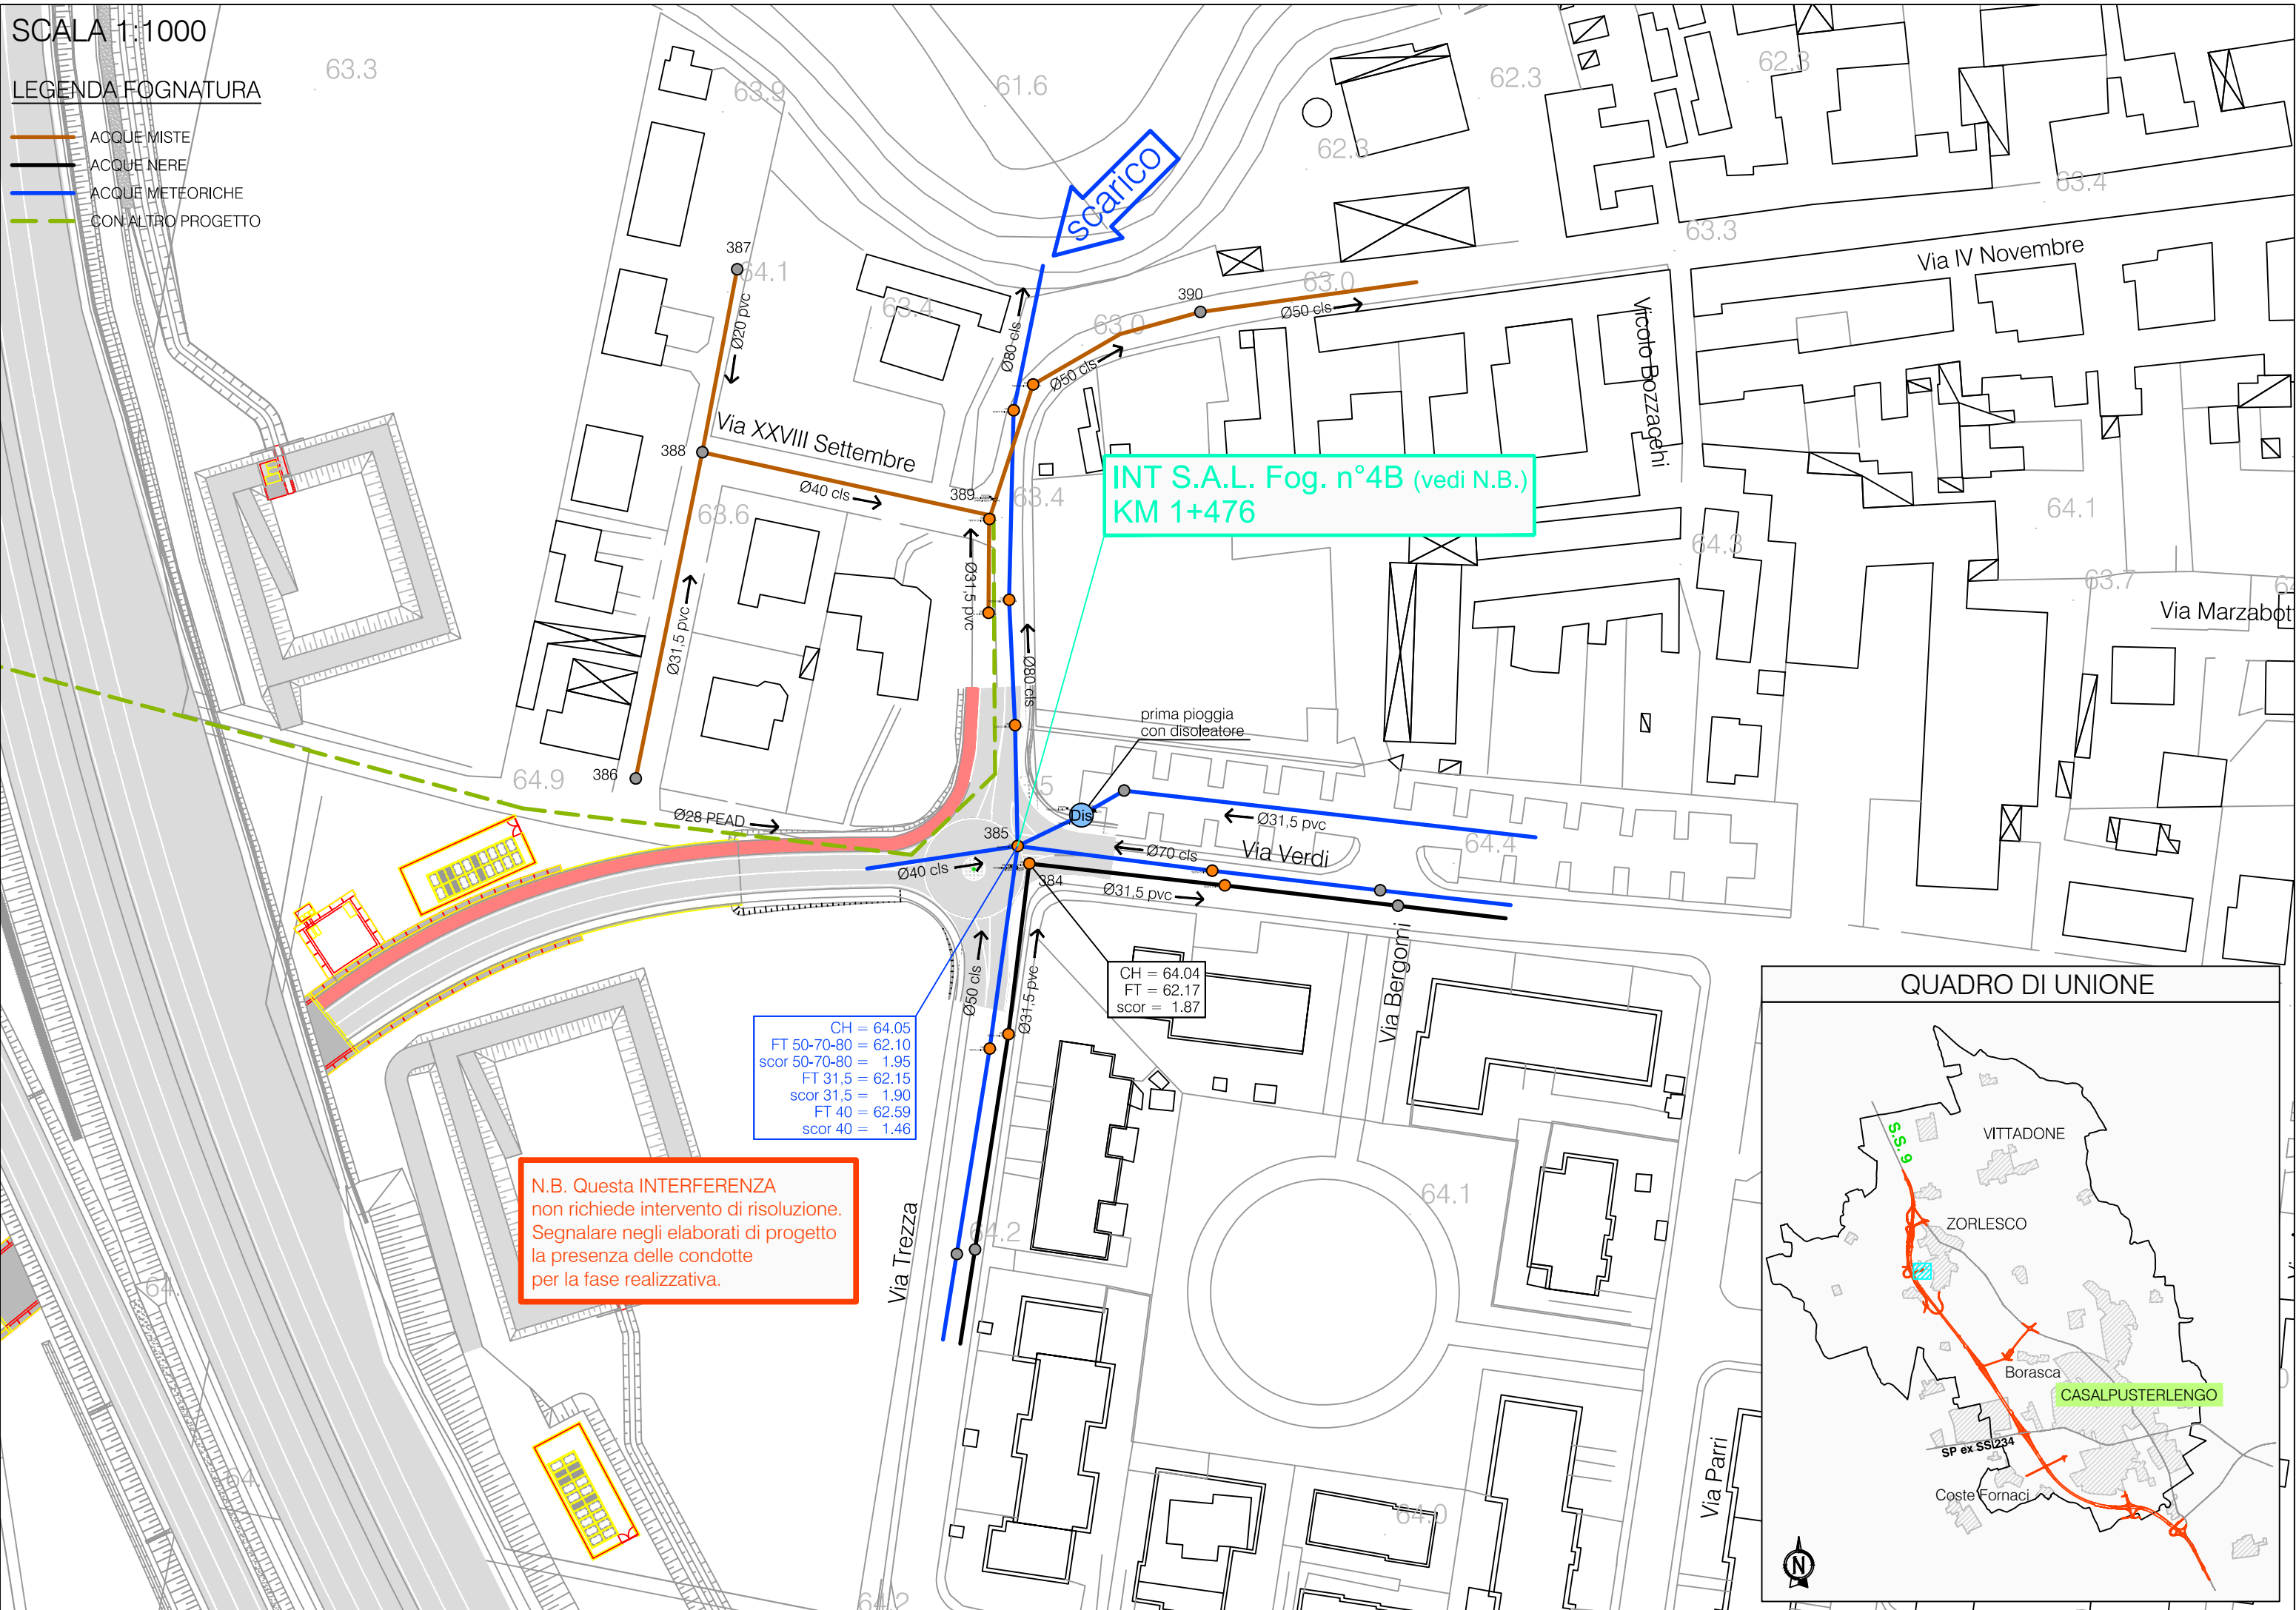 SCALA 1:1000
LEGENDA FOGNATURA
ACQUE MISTE
ACQUE NERE
ACQUE METEORICHE
CON ALTRO PROGETTO
63.3
63.9
61.6
62.3
62.3
62.3
63.4
63.3
scarico
Via IV Novembre
387
64.1
63.4
390
63.0
63.0
Ø50 cls
Ø20 pvc
Ø80 cls
Ø50 cls
Vicolo Bozzacchi
388
Via XXVIII Settembre
Ø40 cls
389
63.4
63.6
INT S.A.L. Fog. n°4B (vedi N.B.)
KM 1+476
64.3
64.1
63.7
Via Marzabot
Ø31,5 pvc
Ø31,5 pvc
Ø80 cls
prima pioggia
con disoleatore
64.9
386
Ø28 PEAD
385
Dis
Ø31,5 pvc
Ø70 cls
Via Verdi
64.4
Ø40 cls
384
Ø31,5 pvc
Ø50 cls
Ø31,5 pvc
CH = 64.04
FT = 62.17
scor = 1.87
Via Bergomi
CH = 64.05
FT 50-70-80 = 62.10
scor 50-70-80 = 1.95
FT 31,5 = 62.15
scor 31,5 = 1.90
FT 40 = 62.59
scor 40 = 1.46
N.B. Questa INTERFERENZA
non richiede intervento di risoluzione.
Segnalare negli elaborati di progetto
la presenza delle condotte
per la fase realizzativa.
Via Trezza
64.2
64.1
64.0
64.2
Via Parri
QUADRO DI UNIONE
S.S. 9
VITTADONE
ZORLESCO
Borasca
CASALPUSTERLENGO
SP ex SS 234
Coste Fornaci
N